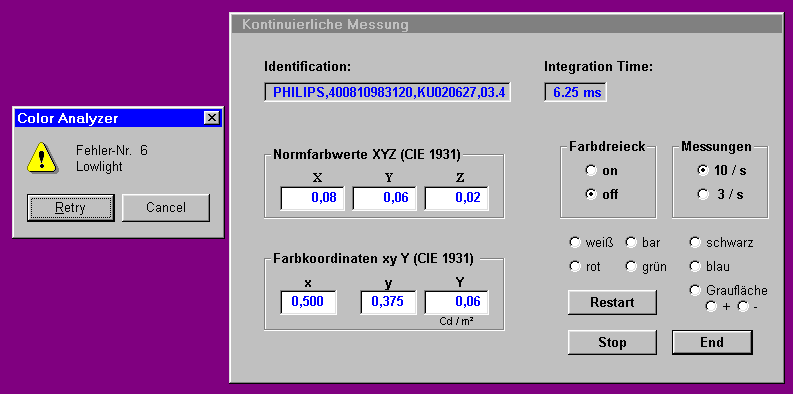 Color Analyzer
Fehler-Nr. 6
Lowlight
Retry
Cancel
Kontinuierliche Messung
Identification:
PHILIPS,400810983120,KU020627,03.4
Integration Time:
6.25 ms
Normfarbwerte XYZ (CIE 1931)
X Y Z
0,08 0,06 0,02
Farbkoordinaten xy Y (CIE 1931)
x y Y
0,500 0,375 0,06
Cd / m²
Farbdreieck
on
off
Messungen
10 / s
3 / s
weiß bar schwarz
rot grün blau
Graufläche
+ -
Restart
Stop
End